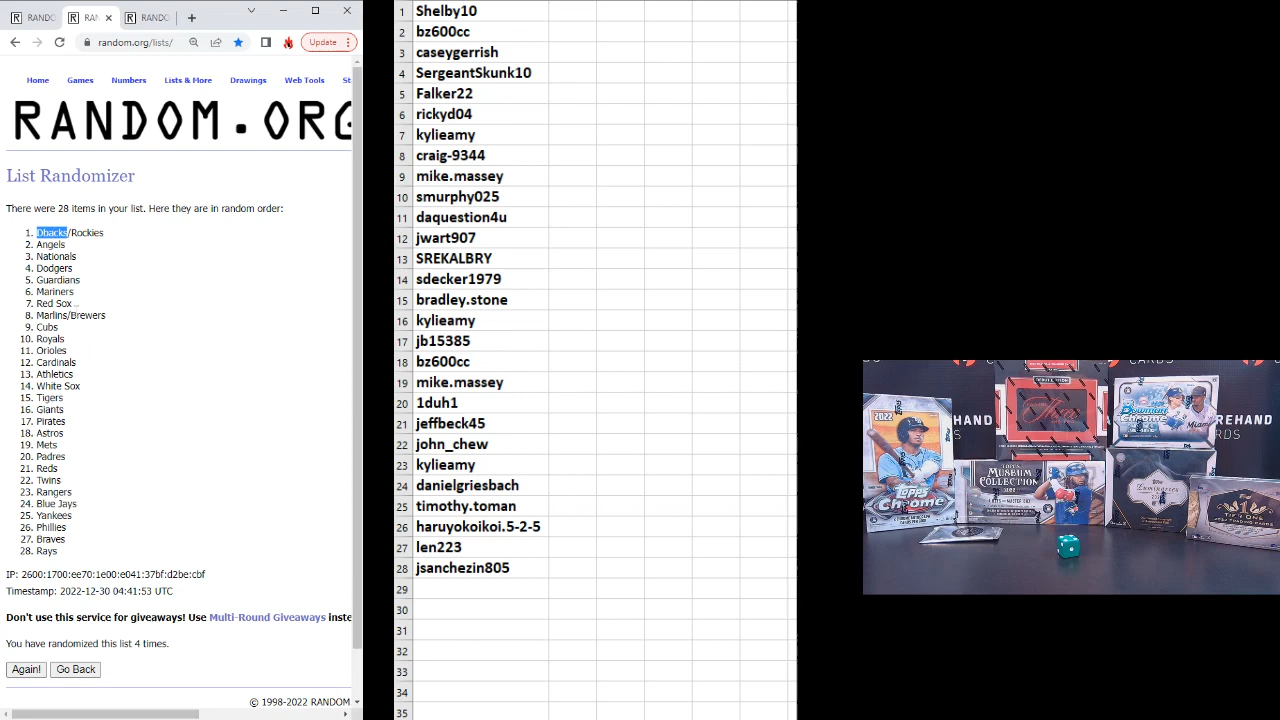 RANDO
RAN
RANDO
random.org/lists/
Update
Home
Games
Numbers
Lists & More
Drawings
Web Tools
St
RANDOM.ORG
List Randomizer
There were 28 items in your list. Here they are in random order:
1. Dbacks/Rockies
2. Angels
3. Nationals
4. Dodgers
5. Guardians
6. Mariners
7. Red Sox
8. Marlins/Brewers
9. Cubs
10. Royals
11. Orioles
12. Cardinals
13. Athletics
14. White Sox
15. Tigers
16. Giants
17. Pirates
18. Astros
19. Mets
20. Padres
21. Reds
22. Twins
23. Rangers
24. Blue Jays
25. Yankees
26. Phillies
27. Braves
28. Rays
IP: 2600:1700:ee70:1e00:e041:37bf:d2be:cbf
Timestamp: 2022-12-30 04:41:53 UTC
Don't use this service for giveaways! Use Multi-Round Giveaways inste
You have randomized this list 4 times.
Again!
Go Back
© 1998-2022 RANDOM
1 Shelby10
2 bz600cc
3 caseygerrish
4 SergeantSkunk10
5 Falker22
6 rickyd04
7 kylieamy
8 craig-9344
9 mike.massey
10 smurphy025
11 daquestion4u
12 jwart907
13 SREKALBRY
14 sdecker1979
15 bradley.stone
16 kylieamy
17 jb15385
18 bz600cc
19 mike.massey
20 1duh1
21 jeffbeck45
22 john_chew
23 kylieamy
24 danielgriesbach
25 timothy.toman
26 haruyokoikoi.5-2-5
27 len223
28 jsanchezin805
29
30
31
32
33
34
35
CARDS
HAND
CARDS
REHAND
CARDS
2022
Topps
Chrome
TOPPS
MUSEUM
COLLECTION
2022
Bowman
Chrome
Miami
Luminaries